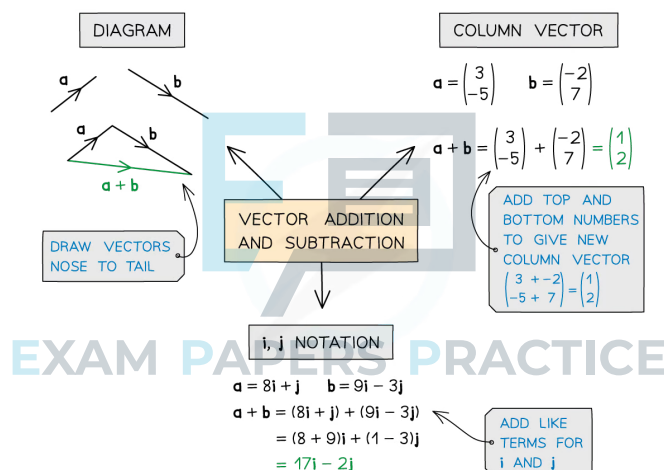 DIAGRAM
a
b
a
b
a + b
DRAW VECTORS
NOSE TO TAIL
COLUMN VECTOR
a = (3 -5) b = (-2 7)
a + b = (3 -5) + (-2 7) = (1 2)
ADD TOP AND
BOTTOM NUMBERS
TO GIVE NEW
COLUMN VECTOR
(3 + -2 -5 + 7) = (1 2)
VECTOR ADDITION
AND SUBTRACTION
EXAM PAPERS PRACTICE
i, j NOTATION
a = 8i + j b = 9i − 3j
a + b = (8i + j) + (9i − 3j)
= (8 + 9)i + (1 − 3)j
= 17i − 2j
ADD LIKE
TERMS FOR
i AND j